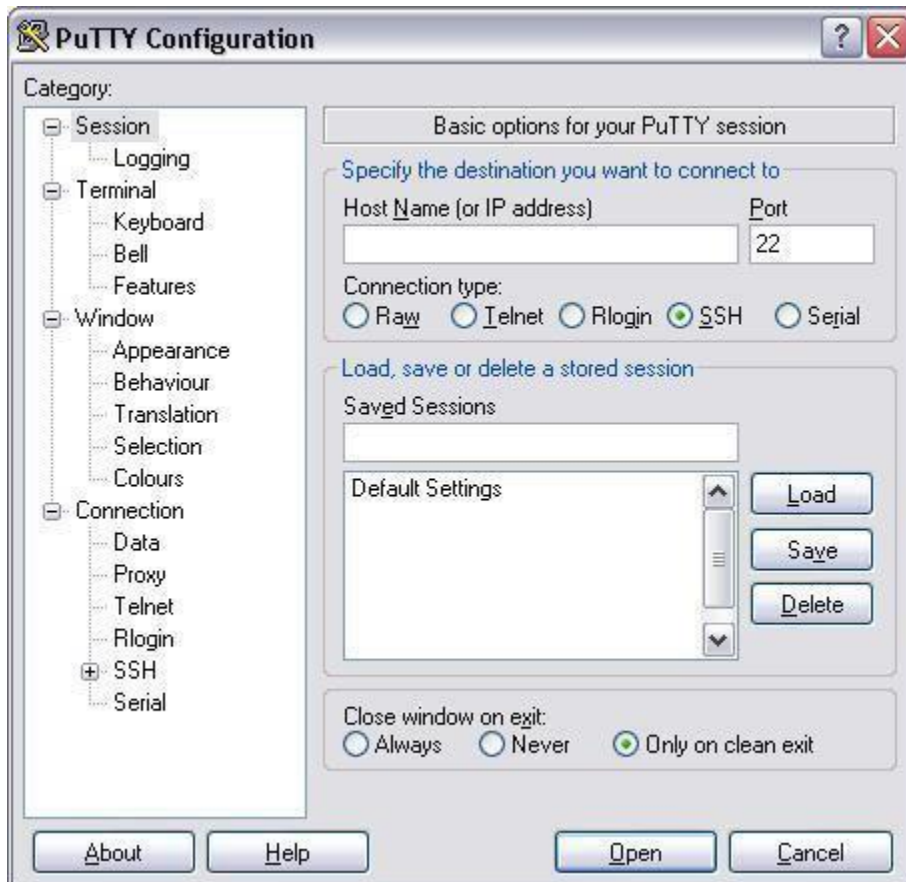 PuTTY Configuration
Category:
Session
Logging
Terminal
Keyboard
Bell
Features
Window
Appearance
Behaviour
Translation
Selection
Colours
Connection
Data
Proxy
Telnet
Rlogin
SSH
Serial
Basic options for your PuTTY session
Specify the destination you want to connect to
Host Name (or IP address) Port
22
Connection type:
Raw Telnet Rlogin SSH Serial
Load, save or delete a stored session
Saved Sessions
Default Settings
Load
Save
Delete
Close window on exit:
Always Never Only on clean exit
About Help Open Cancel